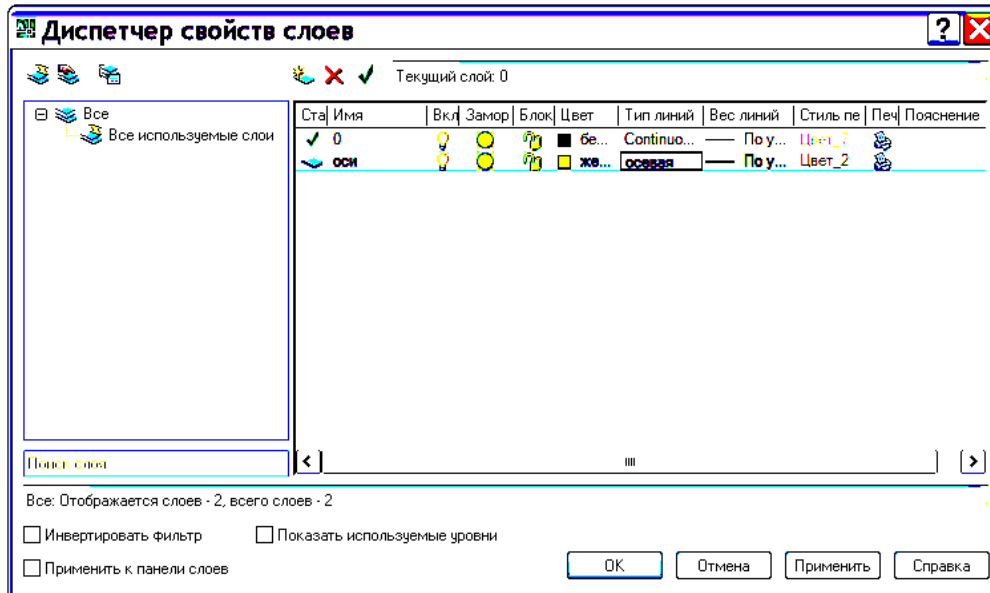 Диспетчер свойств слоев
Текущий слой: 0
Все
Все используемые слои
Ста Имя Вкл Замор Блок Цвет Тип линий Вес линий Стиль пе Печ Пояснение
0 бе... Continuo... По у... Цвет_7
оси же... осевая По у... Цвет_2
Поиск слоя
Все: Отображается слоев - 2, всего слоев - 2
Инвертировать фильтр Показать используемые уровни
Применить к панели слоев
OK Отмена Применить Справка